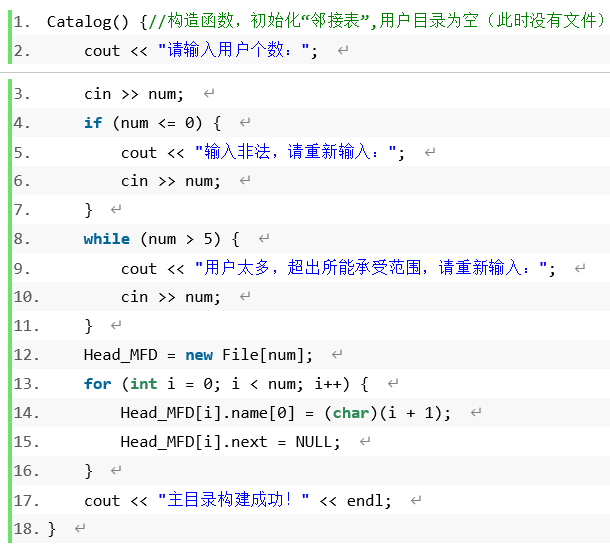 1. Catalog() {//构造函数，初始化“邻接表”,用户目录为空（此时没有文件）
2. cout << "请输入用户个数："; ↵
3. cin >> num; ↵
4. if (num <= 0) { ↵
5. cout << "输入非法，请重新输入："; ↵
6. cin >> num; ↵
7. } ↵
8. while (num > 5) { ↵
9. cout << "用户太多，超出所能承受范围，请重新输入："; ↵
10. cin >> num; ↵
11. } ↵
12. Head_MFD = new File[num]; ↵
13. for (int i = 0; i < num; i++) { ↵
14. Head_MFD[i].name[0] = (char)(i + 1); ↵
15. Head_MFD[i].next = NULL; ↵
16. } ↵
17. cout << "主目录构建成功！" << endl; ↵
18. } ↵